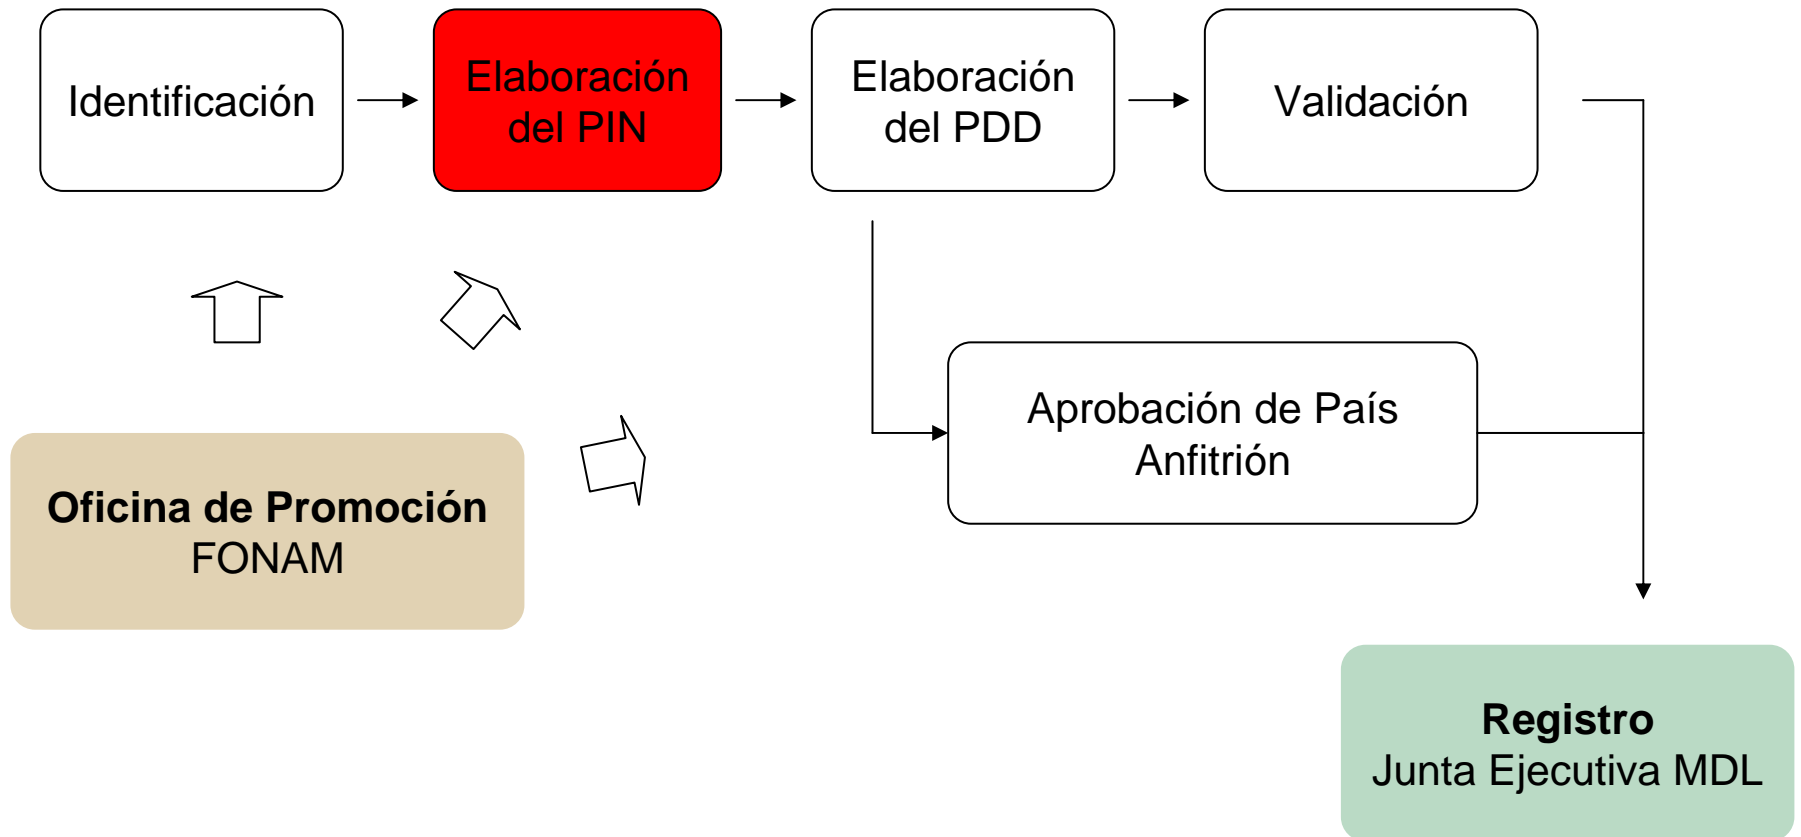 Identificación
Elaboración
del PIN
Elaboración
del PDD
Validación
Aprobación de País
Anfitrión
Oficina de Promoción
FONAM
Registro
Junta Ejecutiva MDL